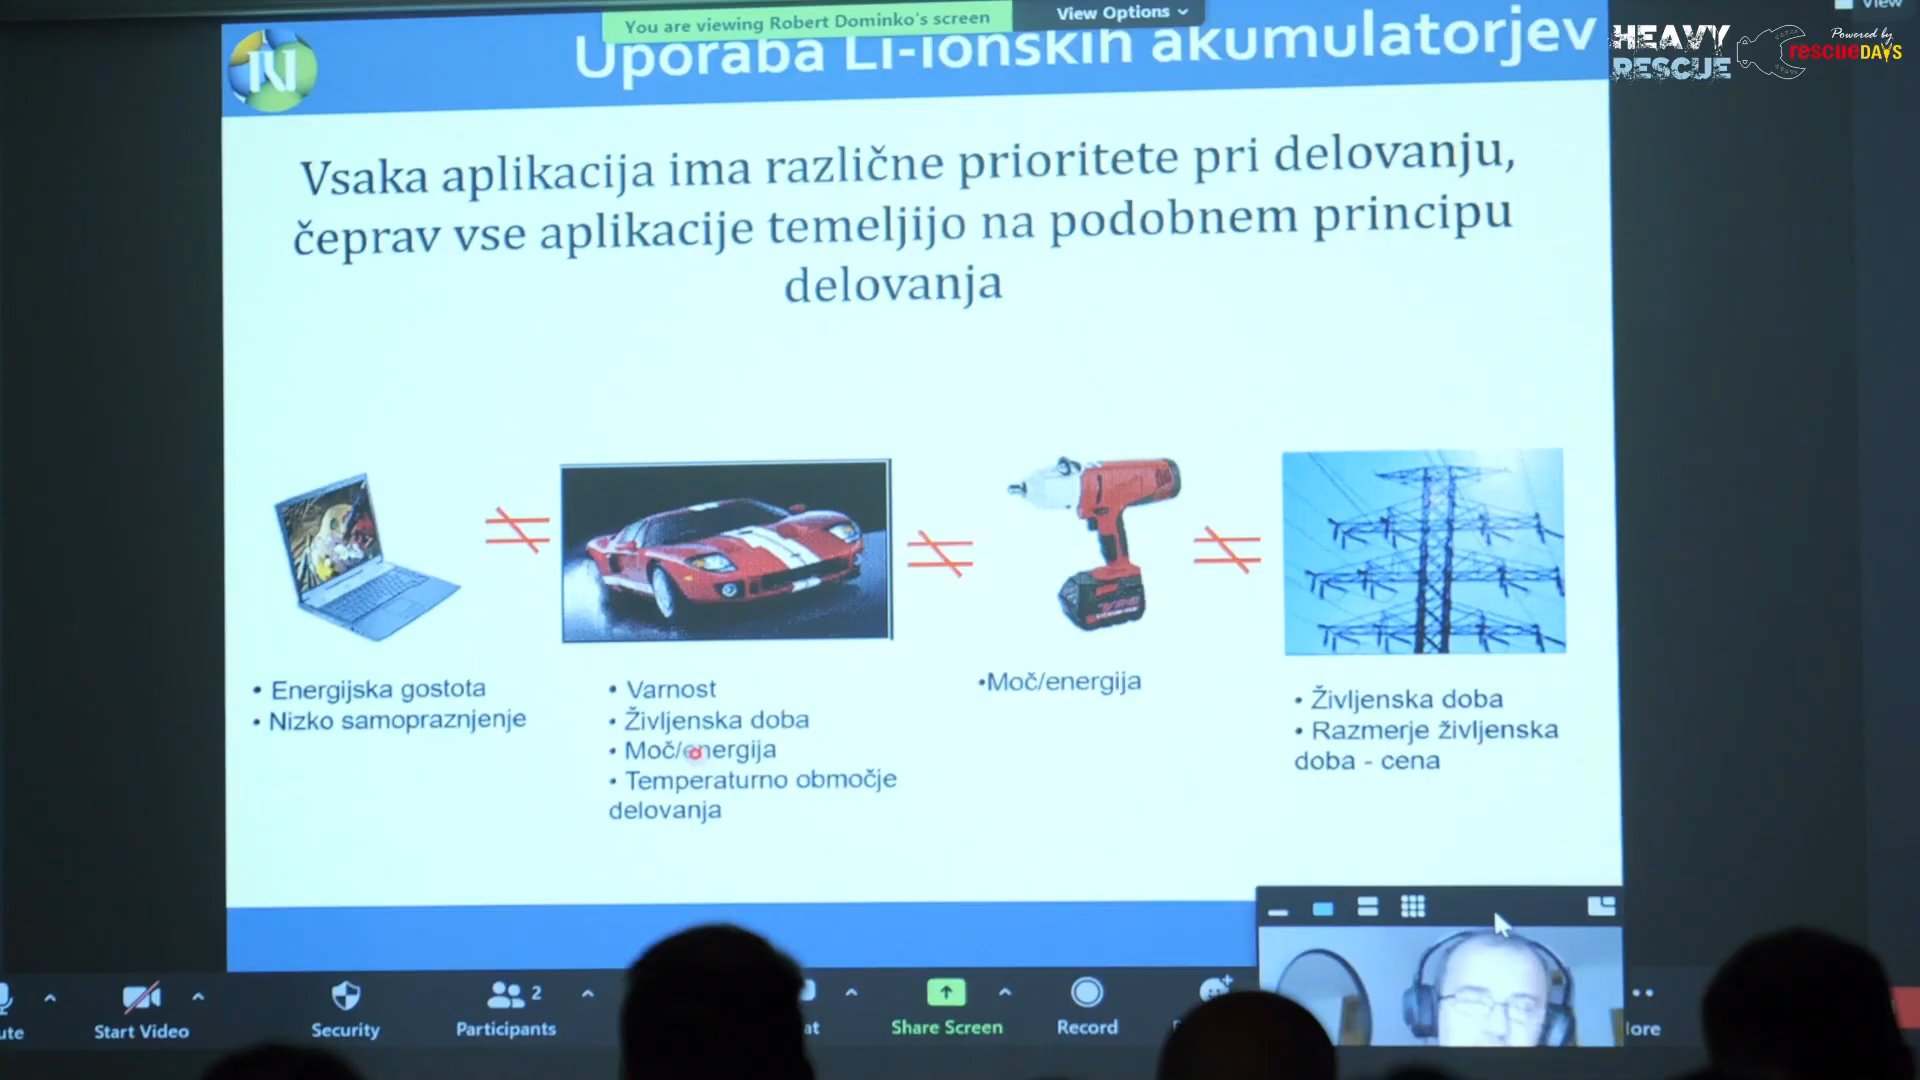 You are viewing Robert Dominko's screen
View Options
View
Uporaba Li-ionskih akumulatorjev
HEAVY
RESCUE
Powered by
rescueDAYS
Vsaka aplikacija ima različne prioritete pri delovanju,
čeprav vse aplikacije temeljijo na podobnem principu
delovanja
• Energijska gostota
• Nizko samopraznjenje
• Varnost
• Življenska doba
• Moč/energija
• Temperaturno območje
delovanja
•Moč/energija
• Življenska doba
• Razmerje življenska
doba - cena
ute
Start Video
Security
Participants
2
at
Share Screen
Record
lore